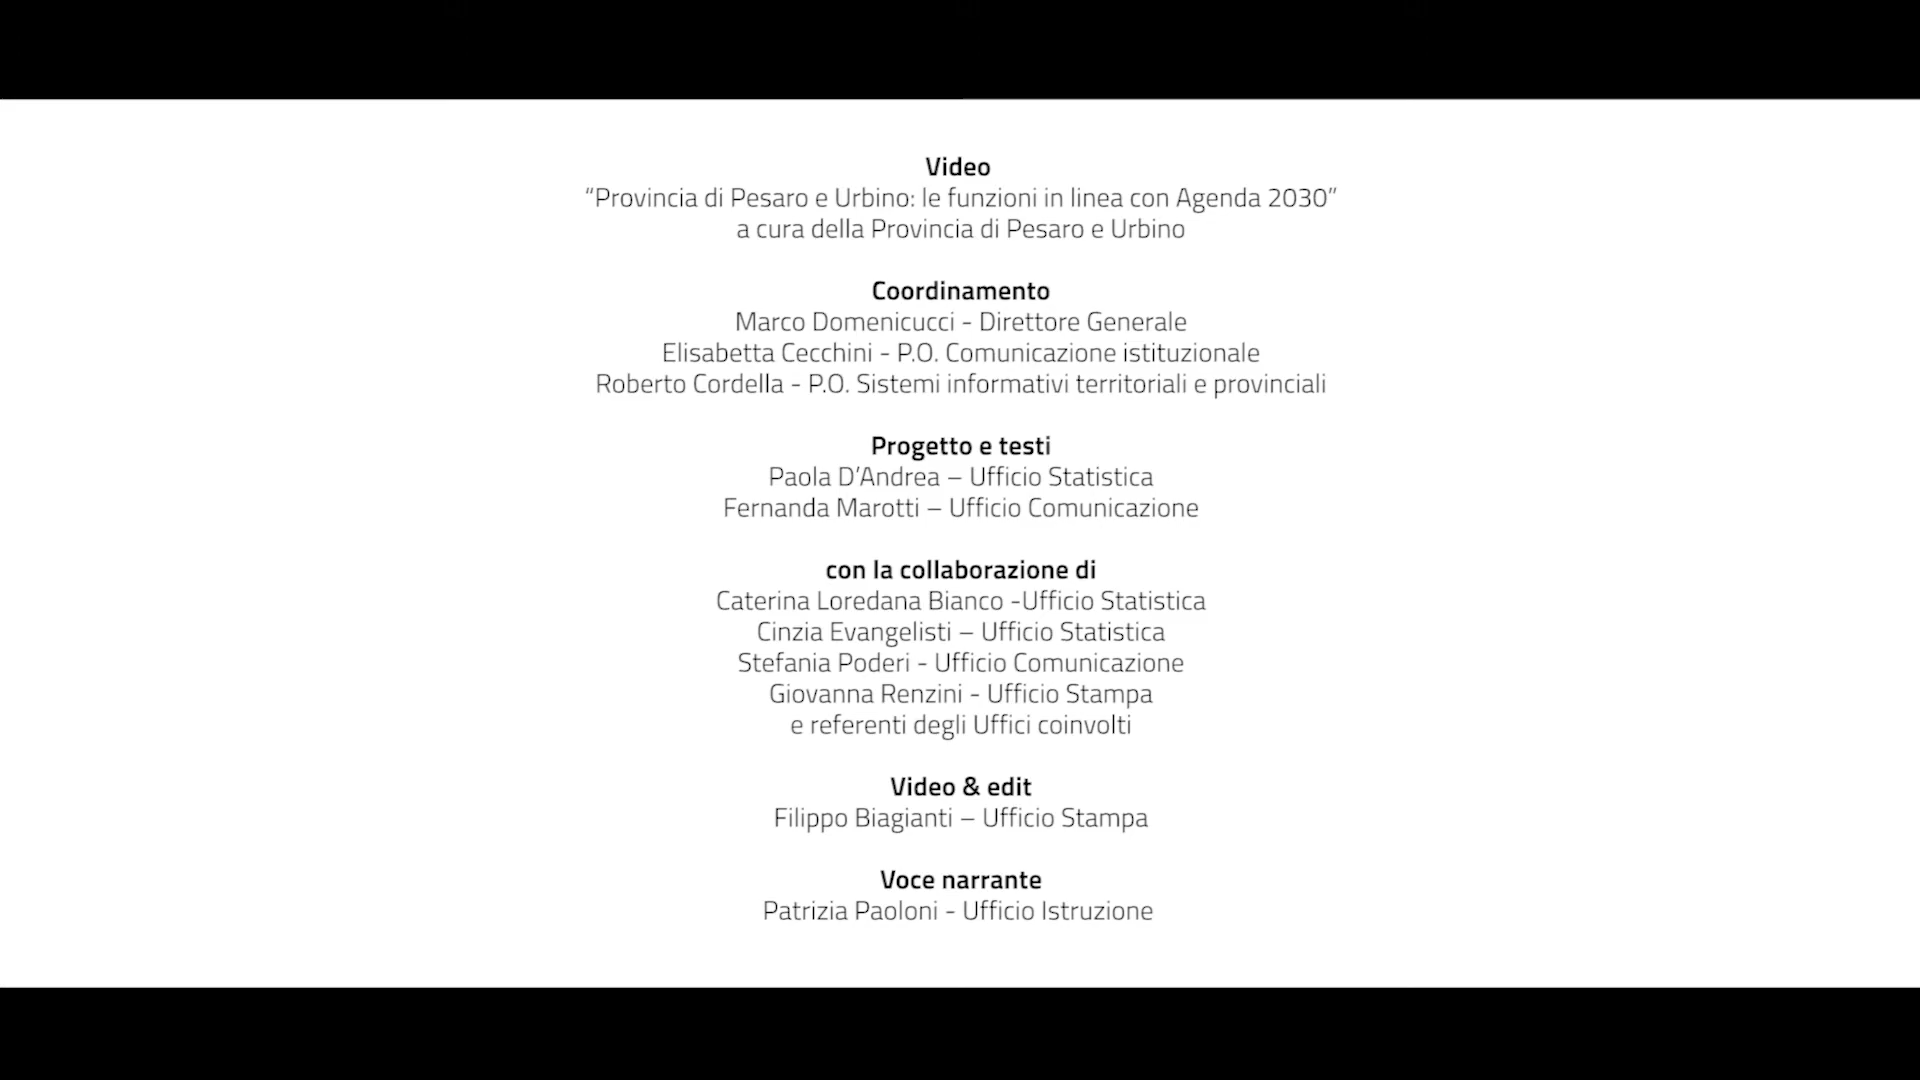 Video
“Provincia di Pesaro e Urbino: le funzioni in linea con Agenda 2030”
a cura della Provincia di Pesaro e Urbino
Coordinamento
Marco Domenicucci - Direttore Generale
Elisabetta Cecchini - P.O. Comunicazione istituzionale
Roberto Cordella - P.O. Sistemi informativi territoriali e provinciali
Progetto e testi
Paola D’Andrea – Ufficio Statistica
Fernanda Marotti – Ufficio Comunicazione
con la collaborazione di
Caterina Loredana Bianco -Ufficio Statistica
Cinzia Evangelisti – Ufficio Statistica
Stefania Poderi - Ufficio Comunicazione
Giovanna Renzini - Ufficio Stampa
e referenti degli Uffici coinvolti
Video & edit
Filippo Biagianti – Ufficio Stampa
Voce narrante
Patrizia Paoloni - Ufficio Istruzione